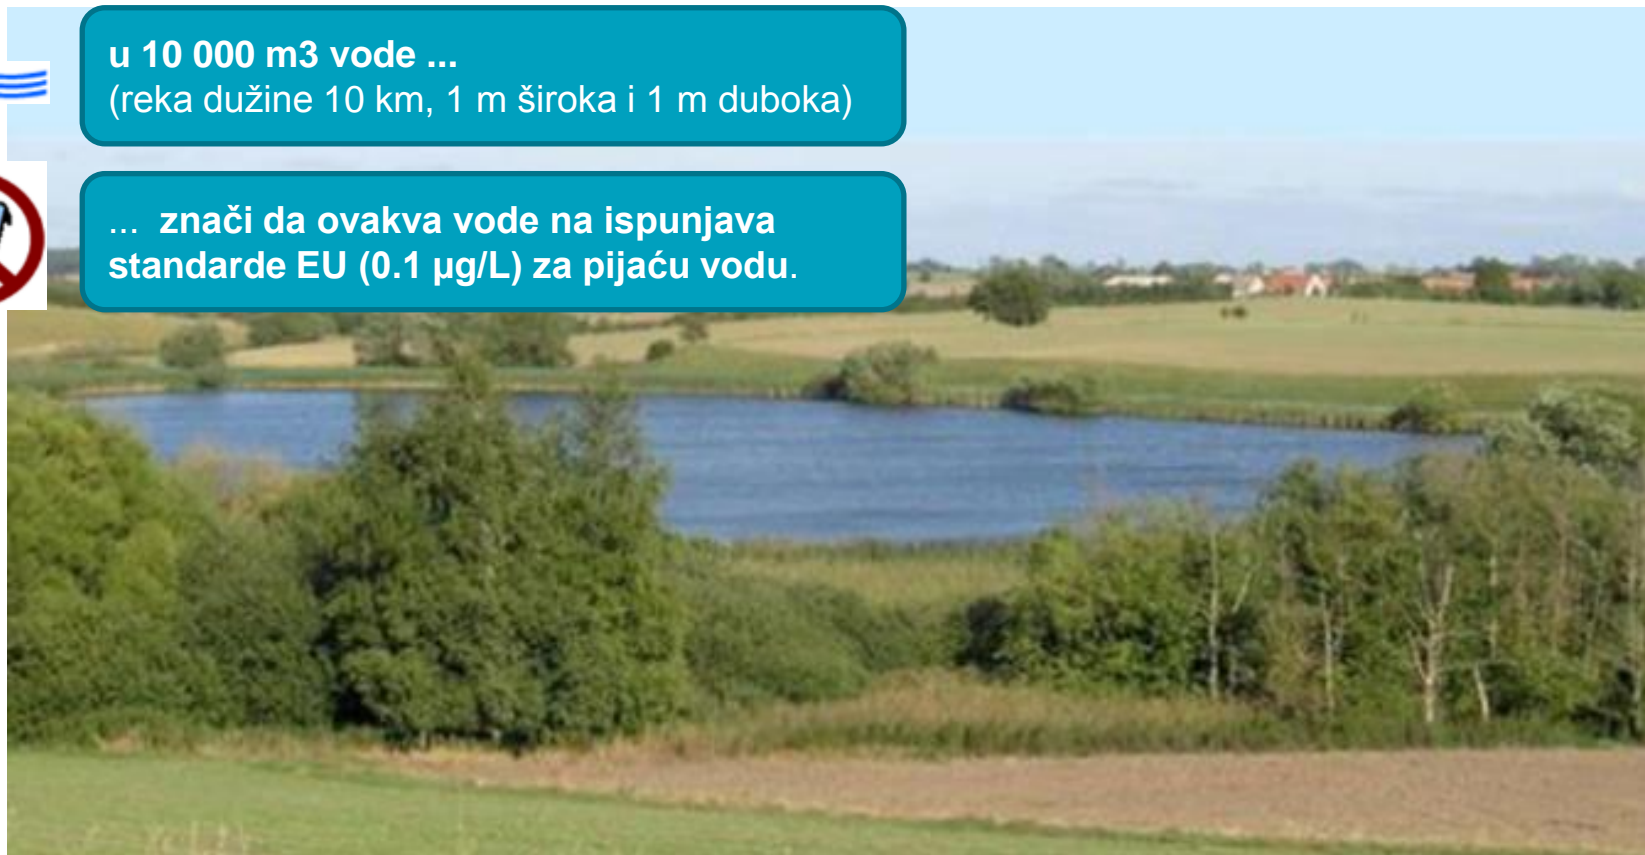 u 10 000 m3 vode ...
(reka dužine 10 km, 1 m široka i 1 m duboka)
... znači da ovakva vode na ispunjava
standarde EU (0.1 µg/L) za pijaću vodu.